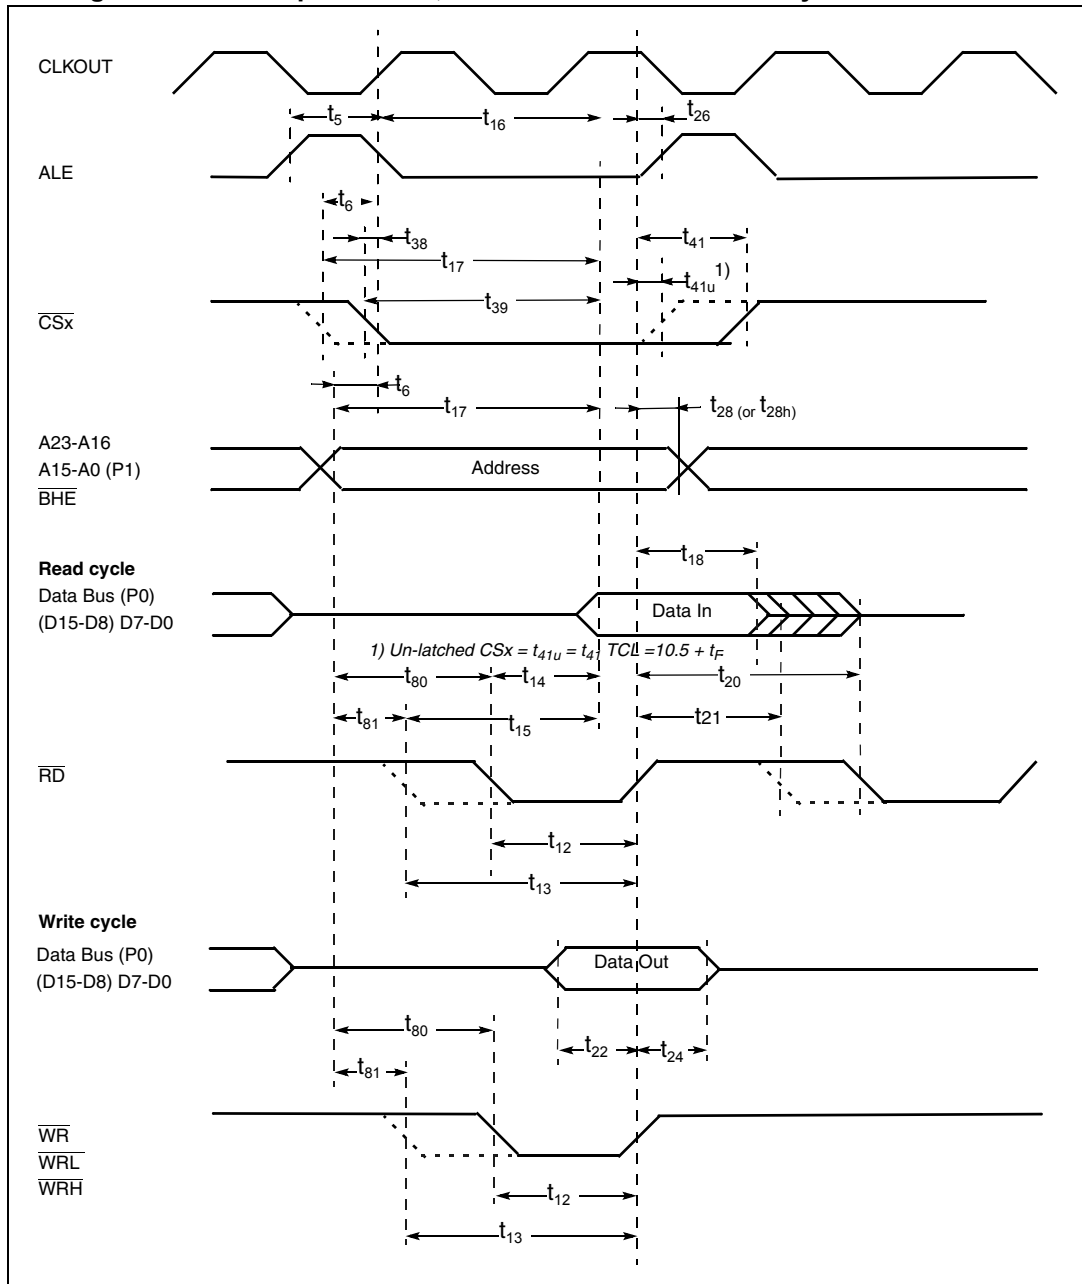 CLKOUT
t5
t16
t26
ALE
t6
t38
t41
t17
t41u 1)
t39
CSx
t6
t17
t28 (or t28h)
A23-A16
A15-A0 (P1)
Address
BHE
t18
Read cycle
Data Bus (P0)
Data In
(D15-D8) D7-D0
1) Un-latched CSx = t41u = t41 TCL =10.5 + tF
t80
t14
t20
t81
t15
t21
RD
t12
t13
Write cycle
Data Bus (P0)
Data Out
(D15-D8) D7-D0
t80
t22
t24
t81
WR
WRL
WRH
t12
t13